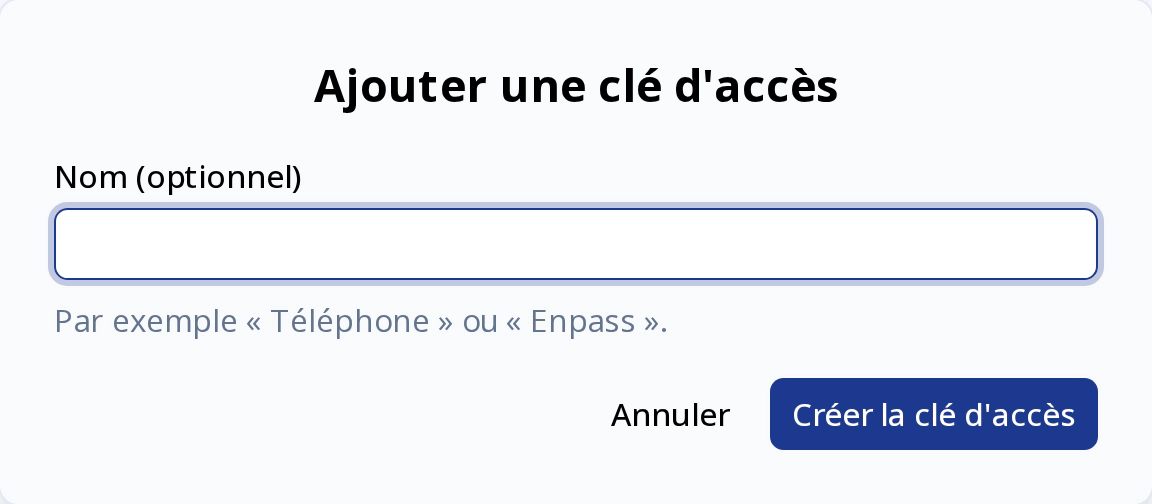 Ajouter une clé d'accès
Nom (optionnel)
Par exemple « Téléphone » ou « Enpass ».
Annuler
Créer la clé d'accès